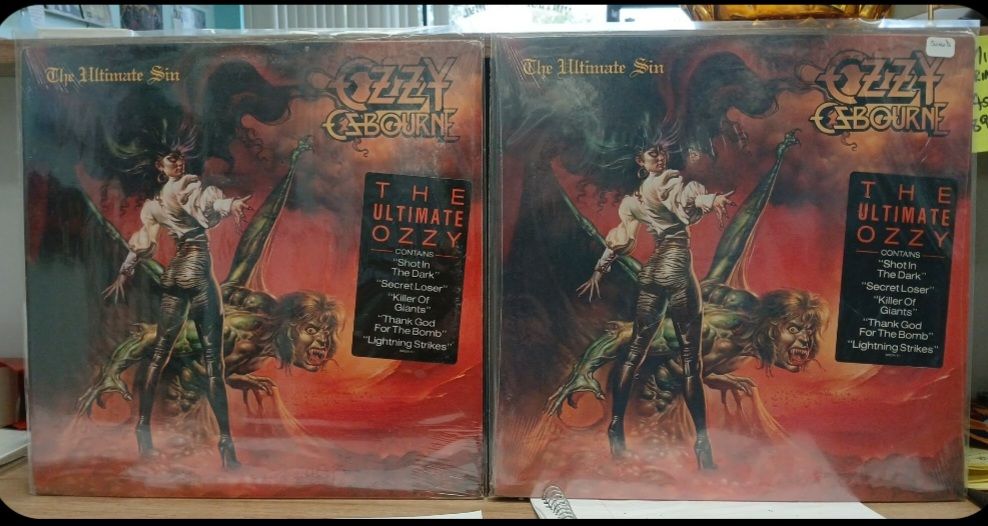 The Ultimate Sin
OZZY
OSBOURNE
THE
ULTIMATE
OZZY
CONTAINS
"Shot In
The Dark"
"Secret Loser"
"Killer Of
Giants"
"Thank God
For The Bomb"
"Lightning Strikes"
The Ultimate Sin
OZZY
OSBOURNE
THE
ULTIMATE
OZZY
CONTAINS
"Shot In
The Dark"
"Secret Loser"
"Killer Of
Giants"
"Thank God
For The Bomb"
"Lightning Strikes"